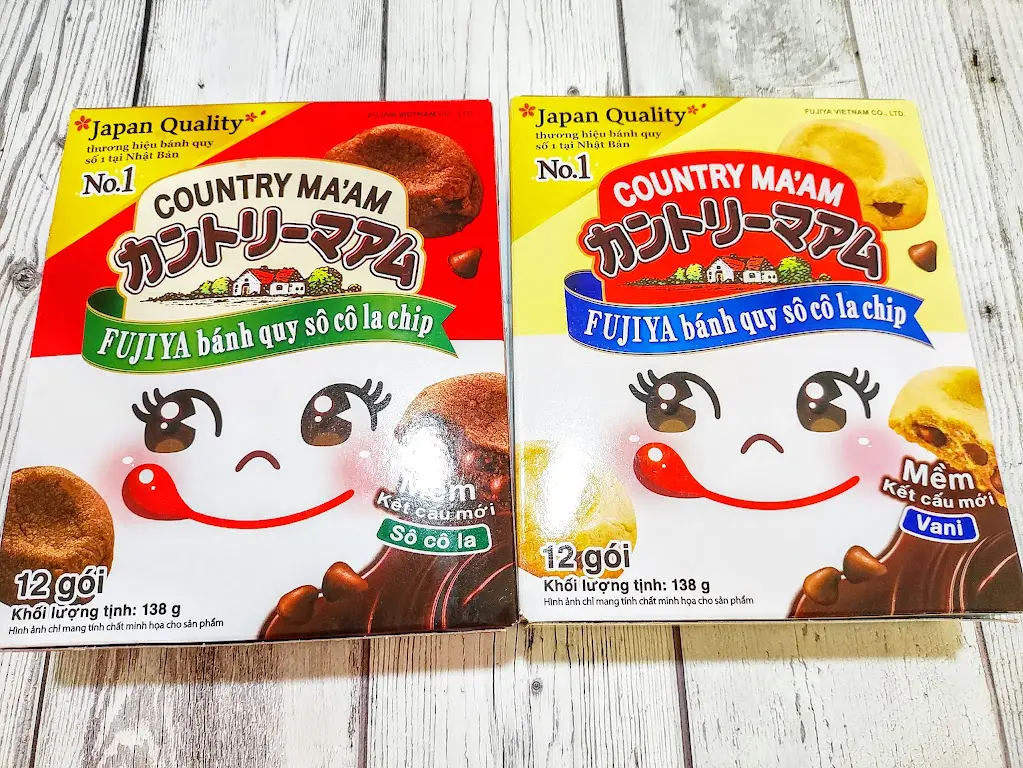 Japan Quality
thương hiệu bánh quy
số 1 tại Nhật Bản
No.1
FUJIYA VIETNAM CO., LTD.
COUNTRY MA'AM
カントリーマアム
FUJIYA bánh quy sô cô la chip
Mềm
Kết cấu mới
Sô cô la
12 gói
Khối lượng tịnh: 138 g
Hình ảnh chỉ mang tính chất minh họa cho sản phẩm
Japan Quality
thương hiệu bánh quy
số 1 tại Nhật Bản
No.1
FUJIYA VIETNAM CO., LTD.
COUNTRY MA'AM
カントリーマアム
FUJIYA bánh quy sô cô la chip
Mềm
Kết cấu mới
Vani
12 gói
Khối lượng tịnh: 138 g
Hình ảnh chỉ mang tính chất minh họa cho sản phẩm